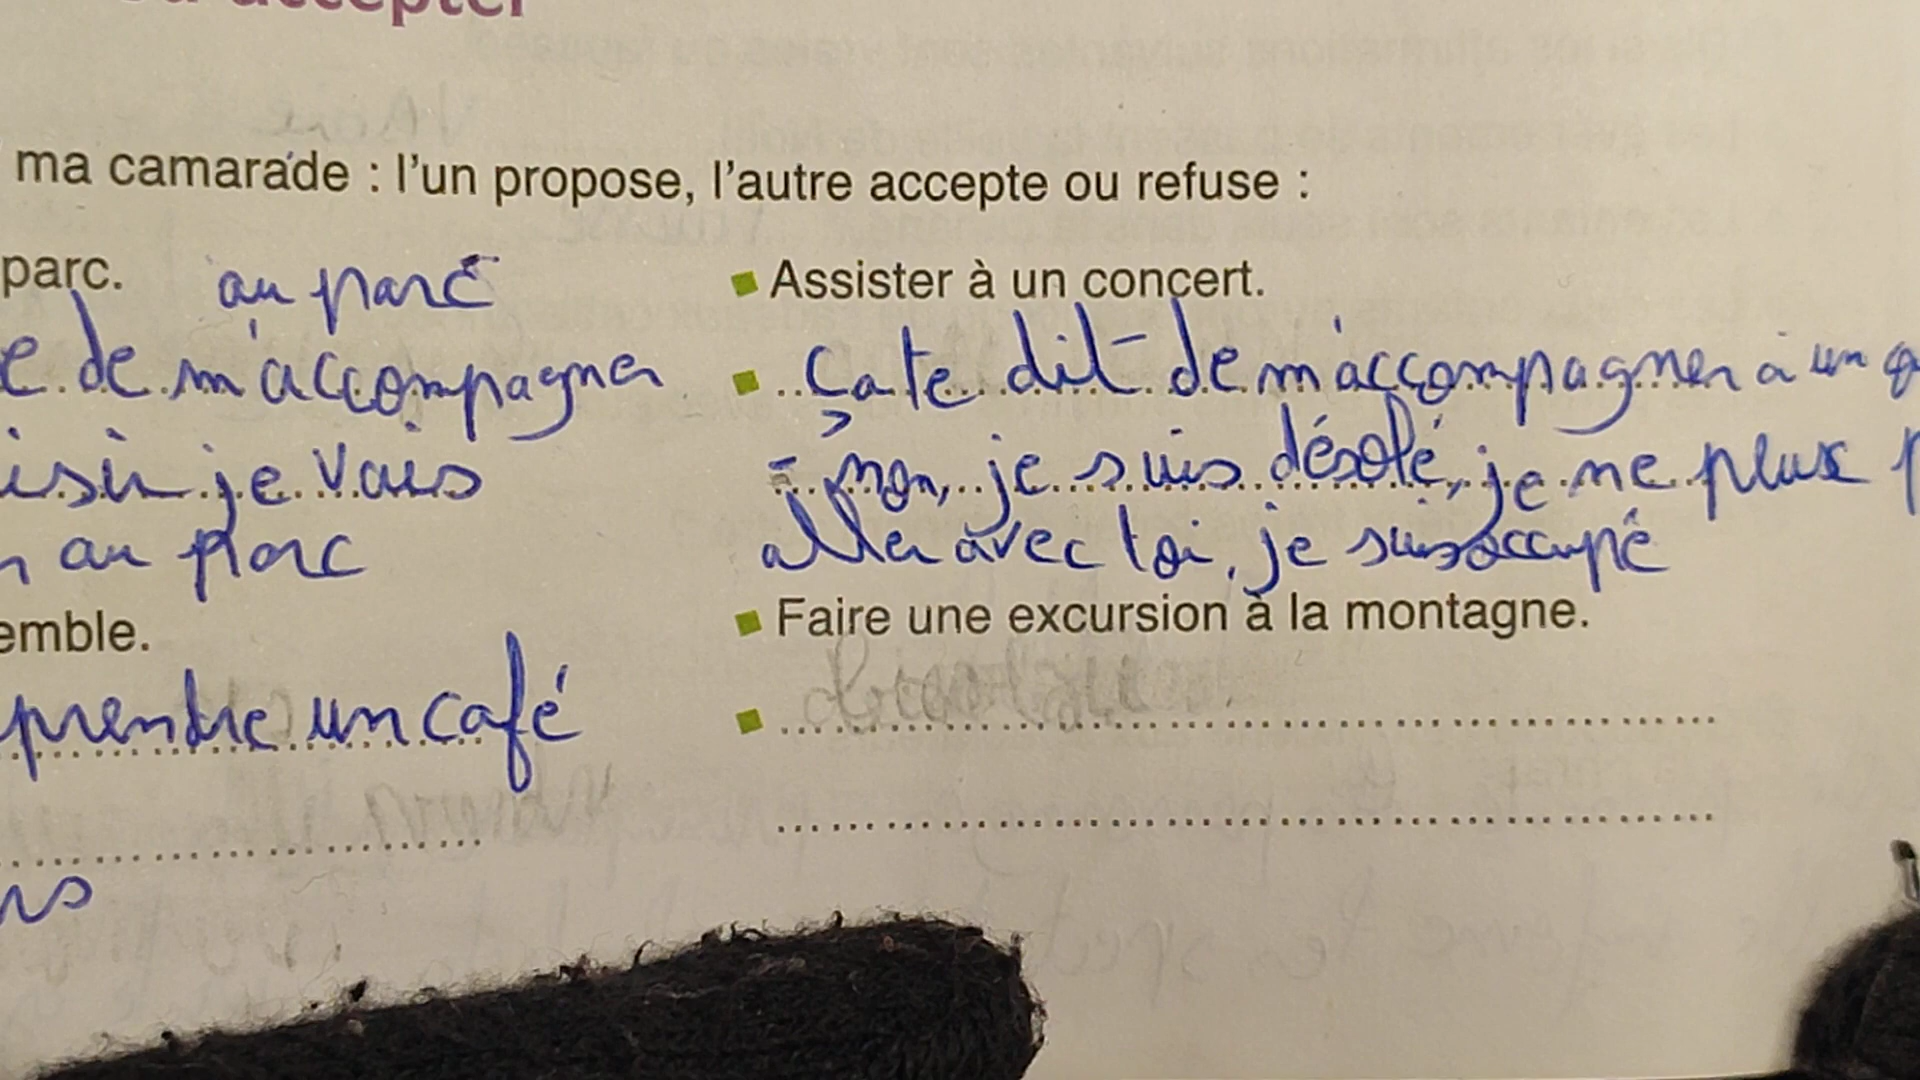 accepter
ma camarade : l'un propose, l'autre accepte ou refuse :
parc. au parc
e de m'accompagner
isir je vais
au parc
emble.
prendre un café
Assister à un concert.
ça te dit de m'accompagner à un
- non, je suis désolé, je ne plux
aller avec toi, je suis occupé
Faire une excursion à la montagne.